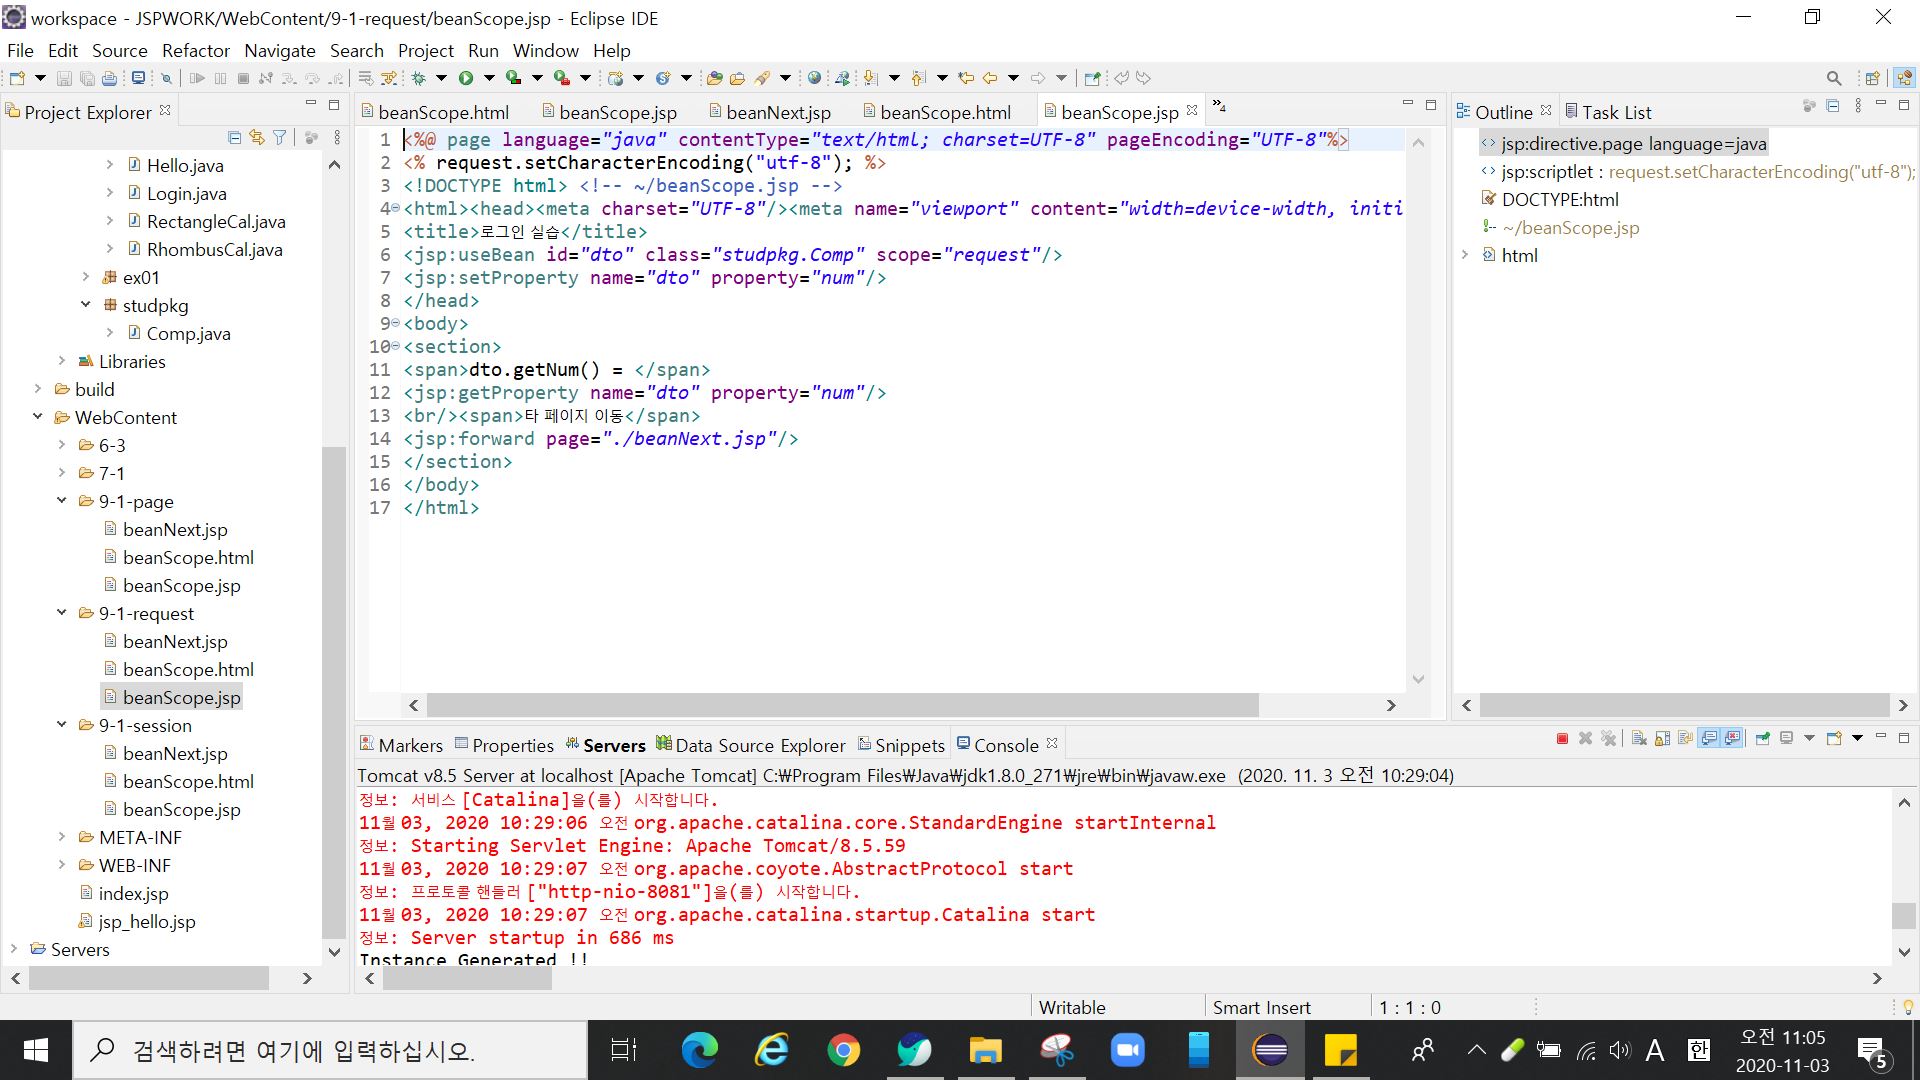 workspace - JSPWORK/WebContent/9-1-request/beanScope.jsp - Eclipse IDE
File Edit Source Refactor Navigate Search Project Run Window Help
Project Explorer
Hello.java
Login.java
RectangleCal.java
RhombusCal.java
ex01
studpkg
Comp.java
Libraries
build
WebContent
6-3
7-1
9-1-page
beanNext.jsp
beanScope.html
beanScope.jsp
9-1-request
beanNext.jsp
beanScope.html
beanScope.jsp
9-1-session
beanNext.jsp
beanScope.html
beanScope.jsp
META-INF
WEB-INF
index.jsp
jsp_hello.jsp
Servers
beanScope.html beanScope.jsp beanNext.jsp beanScope.html beanScope.jsp »4
1 <%@ page language="java" contentType="text/html; charset=UTF-8" pageEncoding="UTF-8"%>
2 <% request.setCharacterEncoding("utf-8"); %>
3 <!DOCTYPE html> <!-- ~/beanScope.jsp -->
4 <html><head><meta charset="UTF-8"/><meta name="viewport" content="width=device-width, initi
5 <title>로그인 실습</title>
6 <jsp:useBean id="dto" class="studpkg.Comp" scope="request"/>
7 <jsp:setProperty name="dto" property="num"/>
8 </head>
9 <body>
10 <section>
11 <span>dto.getNum() = </span>
12 <jsp:getProperty name="dto" property="num"/>
13 <br/><span>타 페이지 이동</span>
14 <jsp:forward page="./beanNext.jsp"/>
15 </section>
16 </body>
17 </html>
Outline Task List
jsp:directive.page language=java
jsp:scriptlet : request.setCharacterEncoding("utf-8");
DOCTYPE:html
~/beanScope.jsp
html
Markers Properties Servers Data Source Explorer Snippets Console
Tomcat v8.5 Server at localhost [Apache Tomcat] C:₩Program Files₩Java₩jdk1.8.0_271₩jre₩bin₩javaw.exe (2020. 11. 3 오전 10:29:04)
정보: 서비스 [Catalina]을(를) 시작합니다.
11월 03, 2020 10:29:06 오전 org.apache.catalina.core.StandardEngine startInternal
정보: Starting Servlet Engine: Apache Tomcat/8.5.59
11월 03, 2020 10:29:07 오전 org.apache.coyote.AbstractProtocol start
정보: 프로토콜 핸들러 ["http-nio-8081"]을(를) 시작합니다.
11월 03, 2020 10:29:07 오전 org.apache.catalina.startup.Catalina start
정보: Server startup in 686 ms
Instance Generated !!
Writable Smart Insert 1 : 1 : 0
검색하려면 여기에 입력하십시오.
A 한 오전 11:05
2020-11-03
5